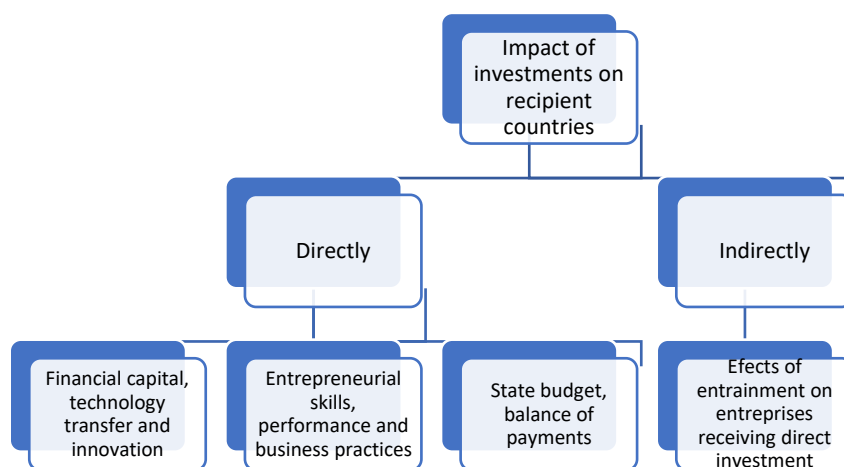 Impact of
investments on
recipient
countries
Directly
Indirectly
Financial capital,
technology
transfer and
innovation
Entrepreneurial
skills,
performance and
business practices
State budget,
balance of
payments
Efects of
entrainment on
entreprises
receiving direct
investment